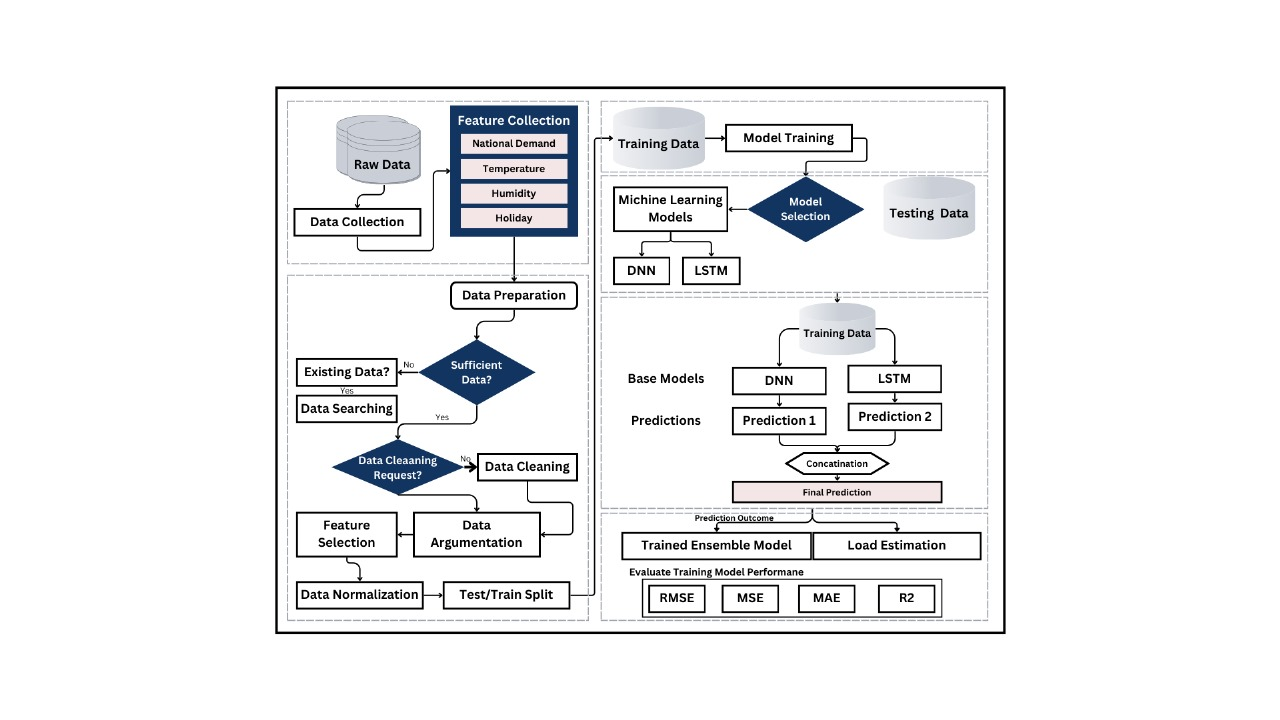 Raw Data
Data Collection
Feature Collection
National Demand
Temperature
Humidity
Holiday
Data Preparation
Sufficient
Data?
No
Existing Data?
Yes
Data Searching
Yes
Data Cleaaning
Request?
No
Data Cleaning
Feature
Selection
Data
Argumentation
Data Normalization
Test/Train Split
Training Data
Model Training
Michine Learning
Models
Model
Selection
Testing Data
DNN
LSTM
Training Data
Base Models
DNN
LSTM
Predictions
Prediction 1
Prediction 2
Concatination
Final Prediction
Prediction Outcome
Trained Ensemble Model
Load Estimation
Evaluate Training Model Performane
RMSE
MSE
MAE
R2